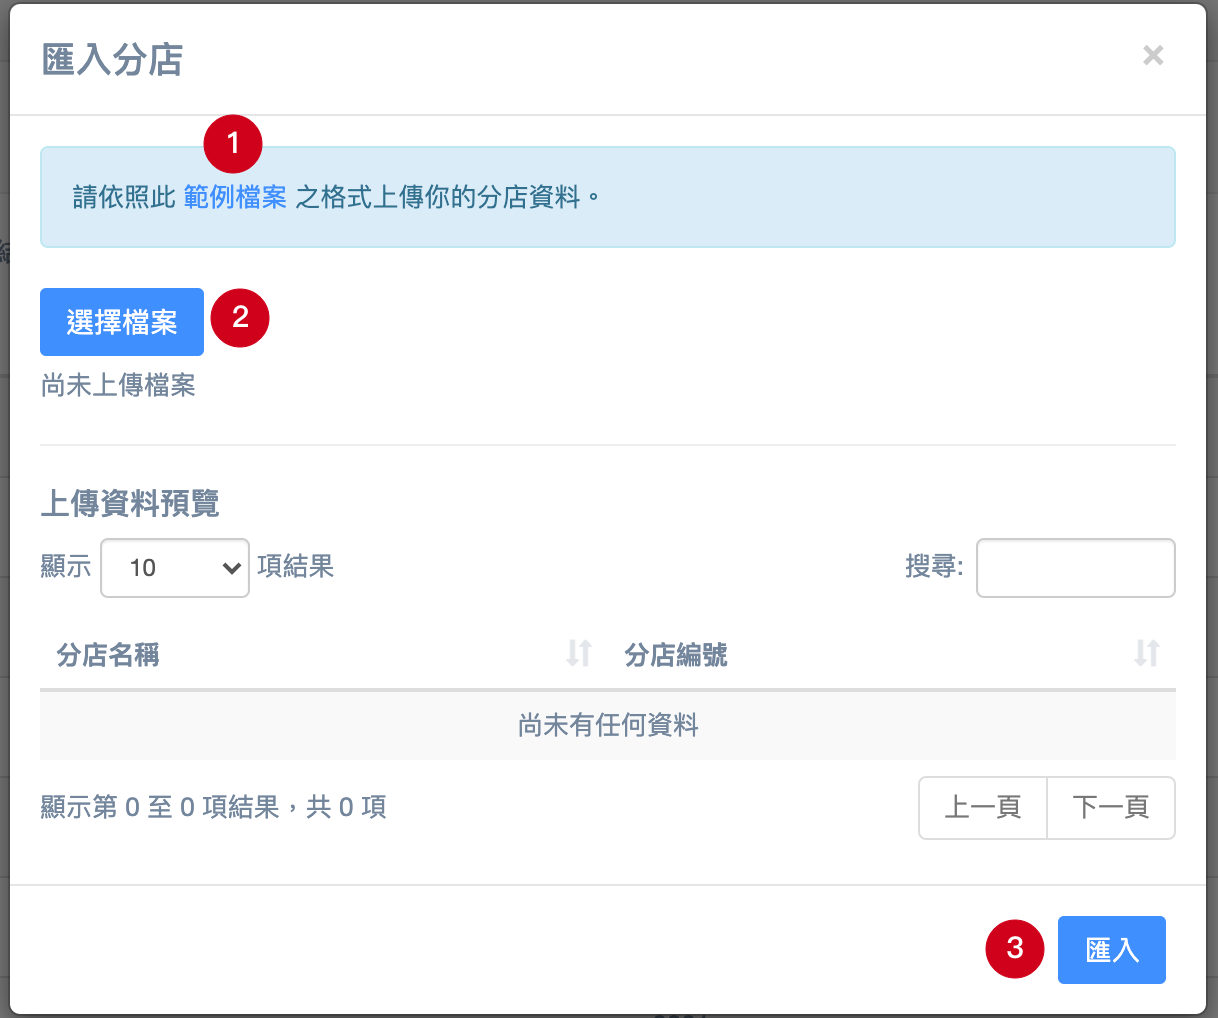 匯入分店
×
1
請依照此 範例檔案 之格式上傳你的分店資料。
選擇檔案
2
尚未上傳檔案
上傳資料預覽
顯示 10 項結果
搜尋:
分店名稱 分店編號
尚未有任何資料
顯示第 0 至 0 項結果，共 0 項
上一頁 下一頁
3
匯入